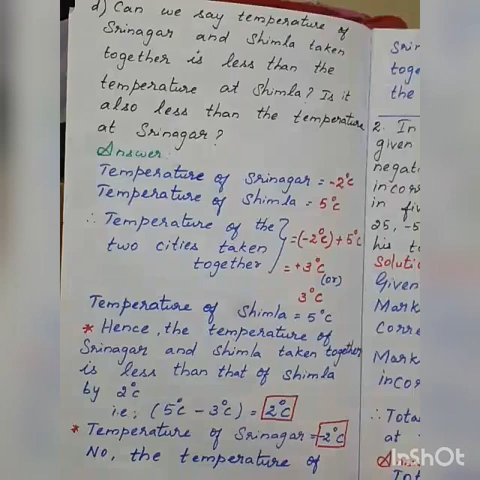 d) Can we say temperature of
Srinagar and Shimla taken
together is less than the
temperature at Shimla? Is it
also less than the temperature
at Srinagar?
Answer:
Temperature of Srinagar = -2°C
Temperature of Shimla = 5°C
∴ Temperature of the
two cities taken
together } = (-2°C) + 5°C
= +3°C
(or)
3°C
Temperature of Shimla = 5°C
* Hence, the temperature of
Srinagar and Shimla taken together
is less than that of Shimla
by 2°C
i.e; (5°C - 3°C) = 2°C
* Temperature of Srinagar = -2°C
No, the temperature of
toge
the
2. In
given
negati
incor
in fi
25, -5
his to
Soluti
Given
Mark
Corre
Mark
incor
∴ Tota
at
Tot
InShOt